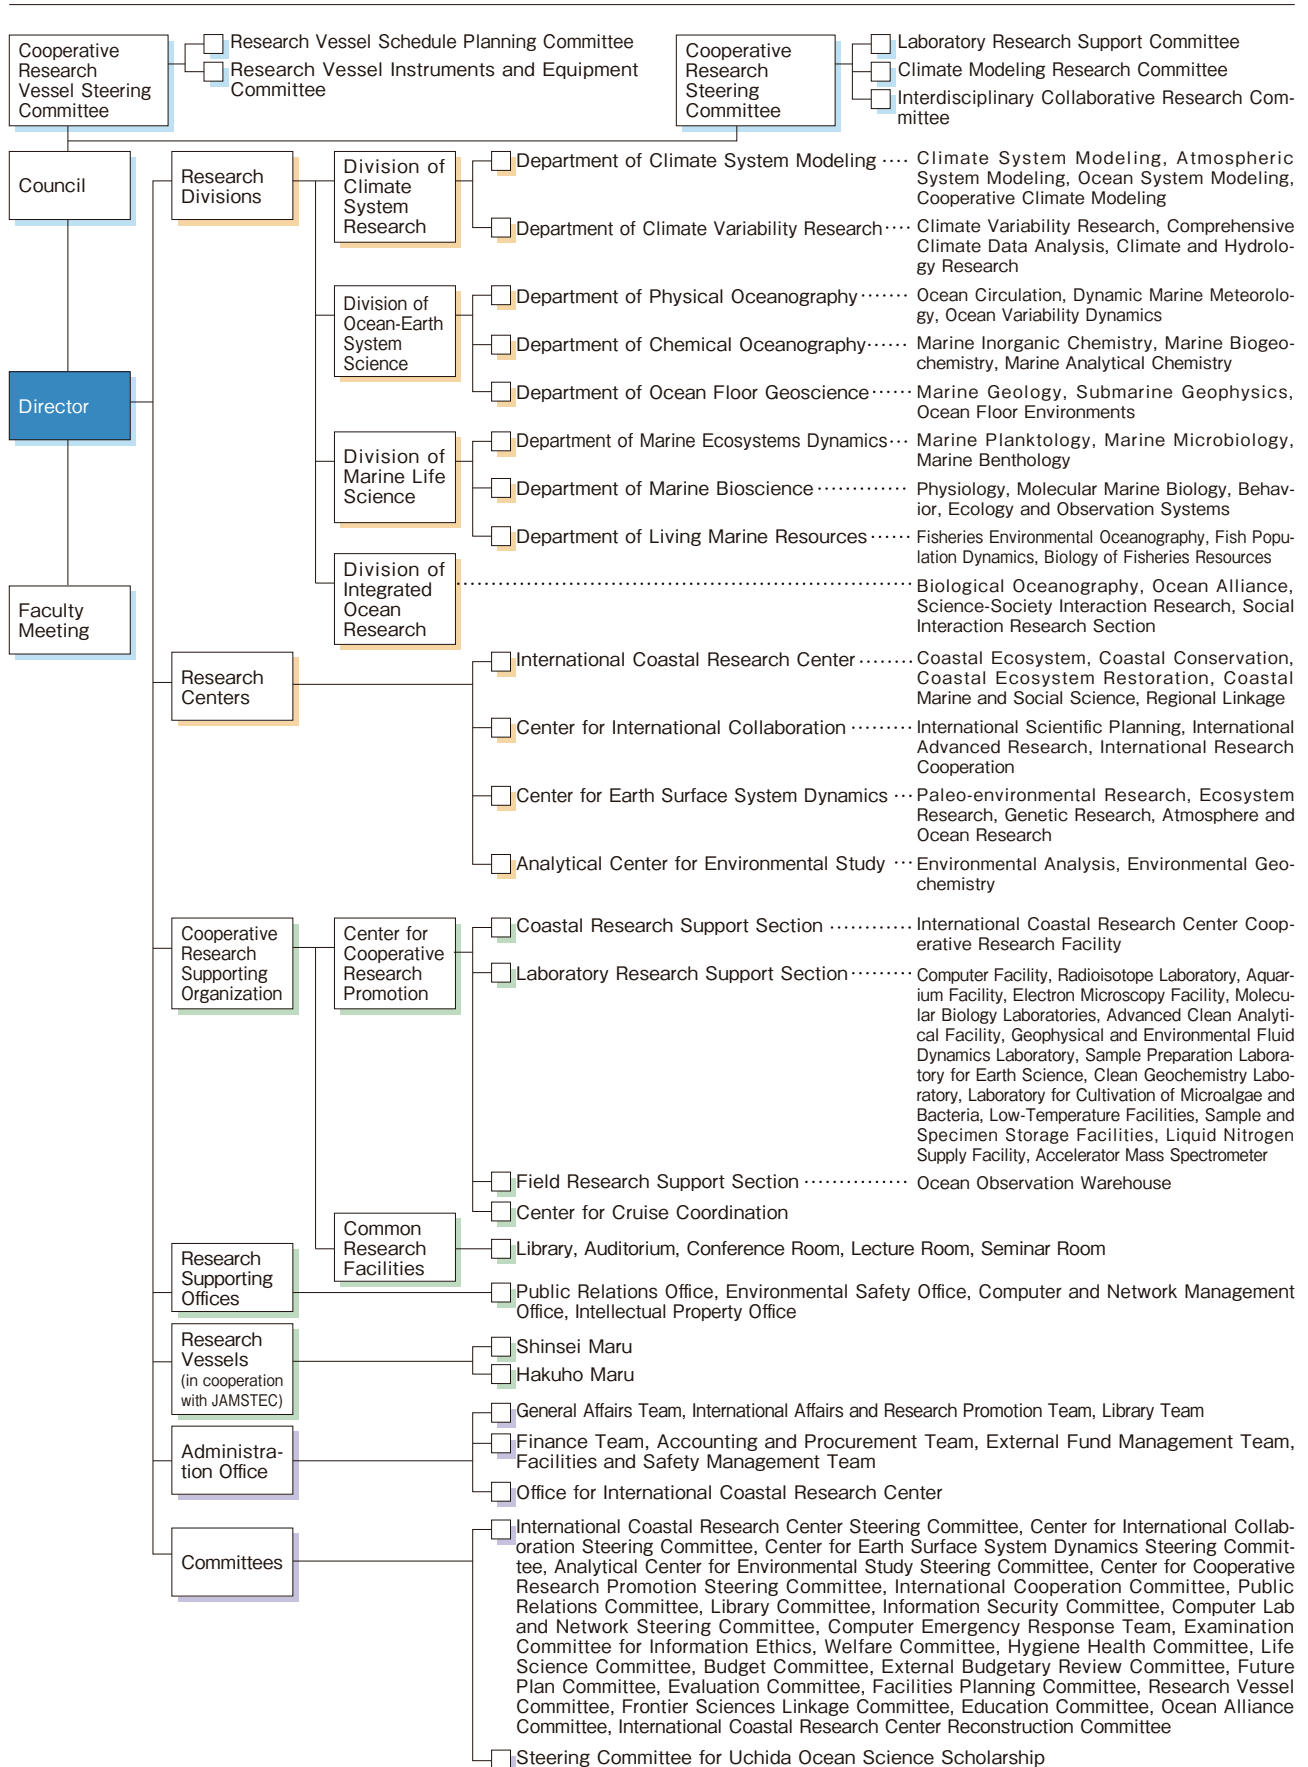 Cooperative
Research
Vessel Steering
Committee
Research Vessel Schedule Planning Committee
Research Vessel Instruments and Equipment
Committee
Cooperative
Research
Steering
Committee
Laboratory Research Support Committee
Climate Modeling Research Committee
Interdisciplinary Collaborative Research Com-
mittee
Council
Director
Faculty
Meeting
Research
Divisions
Division of
Climate
System
Research
Department of Climate System Modeling ····
Climate System Modeling, Atmospheric
System Modeling, Ocean System Modeling,
Cooperative Climate Modeling
Department of Climate Variability Research ····
Climate Variability Research, Comprehensive
Climate Data Analysis, Climate and Hydrolo-
gy Research
Division of
Ocean-Earth
System
Science
Department of Physical Oceanography ·······
Ocean Circulation, Dynamic Marine Meteorolo-
gy, Ocean Variability Dynamics
Department of Chemical Oceanography ······
Marine Inorganic Chemistry, Marine Biogeo-
chemistry, Marine Analytical Chemistry
Department of Ocean Floor Geoscience ······
Marine Geology, Submarine Geophysics,
Ocean Floor Environments
Division of
Marine Life
Science
Department of Marine Ecosystems Dynamics ···
Marine Planktology, Marine Microbiology,
Marine Benthology
Department of Marine Bioscience ·············
Physiology, Molecular Marine Biology, Behav-
ior, Ecology and Observation Systems
Department of Living Marine Resources ······
Fisheries Environmental Oceanography, Fish Popu-
lation Dynamics, Biology of Fisheries Resources
Division of
Integrated
Ocean
Research
Biological Oceanography, Ocean Alliance,
Science-Society Interaction Research, Social
Interaction Research Section
Research
Centers
International Coastal Research Center ········
Coastal Ecosystem, Coastal Conservation,
Coastal Ecosystem Restoration, Coastal
Marine and Social Science, Regional Linkage
Center for International Collaboration ·········
International Scientific Planning, International
Advanced Research, International Research
Cooperation
Center for Earth Surface System Dynamics ···
Paleo-environmental Research, Ecosystem
Research, Genetic Research, Atmosphere and
Ocean Research
Analytical Center for Environmental Study ···
Environmental Analysis, Environmental Geo-
chemistry
Cooperative
Research
Supporting
Organization
Center for
Cooperative
Research
Promotion
Coastal Research Support Section ···········
International Coastal Research Center Coop-
erative Research Facility
Laboratory Research Support Section ········
Computer Facility, Radioisotope Laboratory, Aquar-
ium Facility, Electron Microscopy Facility, Molecu-
lar Biology Laboratories, Advanced Clean Analyti-
cal Facility, Geophysical and Environmental Fluid
Dynamics Laboratory, Sample Preparation Labora-
tory for Earth Science, Clean Geochemistry Labo-
ratory, Laboratory for Cultivation of Microalgae and
Bacteria, Low-Temperature Facilities, Sample and
Specimen Storage Facilities, Liquid Nitrogen
Supply Facility, Accelerator Mass Spectrometer
Field Research Support Section ···············
Ocean Observation Warehouse
Center for Cruise Coordination
Common
Research
Facilities
Library, Auditorium, Conference Room, Lecture Room, Seminar Room
Research
Supporting
Offices
Public Relations Office, Environmental Safety Office, Computer and Network Management
Office, Intellectual Property Office
Research
Vessels
(in cooperation
with JAMSTEC)
Shinsei Maru
Hakuho Maru
Administra-
tion Office
General Affairs Team, International Affairs and Research Promotion Team, Library Team
Finance Team, Accounting and Procurement Team, External Fund Management Team,
Facilities and Safety Management Team
Office for International Coastal Research Center
Committees
International Coastal Research Center Steering Committee, Center for International Collab-
oration Steering Committee, Center for Earth Surface System Dynamics Steering Commit-
tee, Analytical Center for Environmental Study Steering Committee, Center for Cooperative
Research Promotion Steering Committee, International Cooperation Committee, Public
Relations Committee, Library Committee, Information Security Committee, Computer Lab
and Network Steering Committee, Computer Emergency Response Team, Examination
Committee for Information Ethics, Welfare Committee, Hygiene Health Committee, Life
Science Committee, Budget Committee, External Budgetary Review Committee, Future
Plan Committee, Evaluation Committee, Facilities Planning Committee, Research Vessel
Committee, Frontier Sciences Linkage Committee, Education Committee, Ocean Alliance
Committee, International Coastal Research Center Reconstruction Committee
Steering Committee for Uchida Ocean Science Scholarship